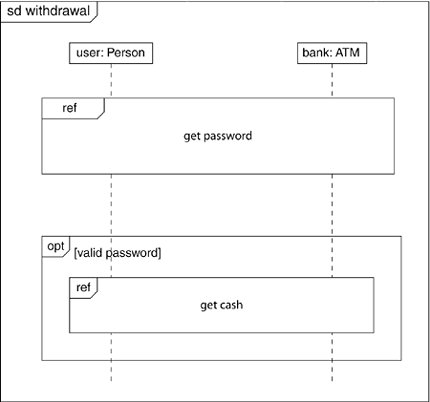 sd withdrawal
user: Person
bank: ATM
ref
get password
opt
[valid password]
ref
get cash